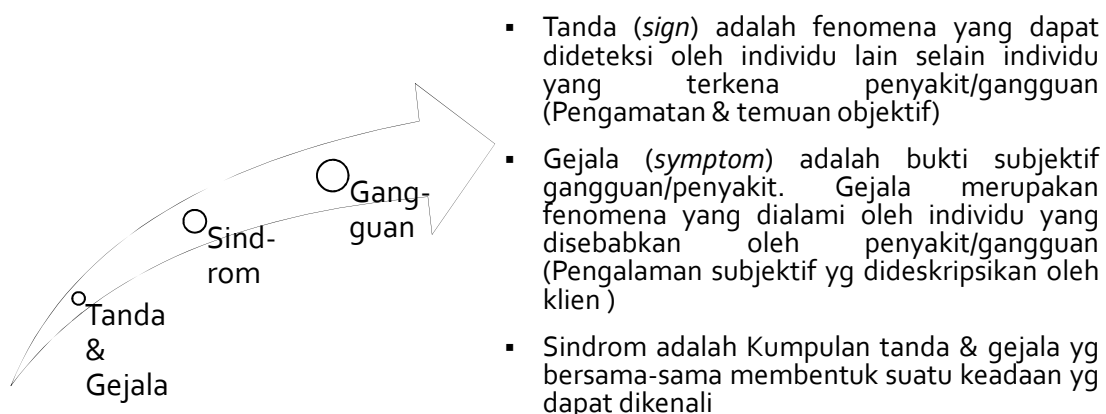 Tanda
&
Gejala
Sind-
rom
Gang-
guan
▪ Tanda (sign) adalah fenomena yang dapat
dideteksi oleh individu lain selain individu
yang terkena penyakit/gangguan
(Pengamatan & temuan objektif)
▪ Gejala (symptom) adalah bukti subjektif
gangguan/penyakit. Gejala merupakan
fenomena yang dialami oleh individu yang
disebabkan oleh penyakit/gangguan
(Pengalaman subjektif yg dideskripsikan oleh
klien )
▪ Sindrom adalah Kumpulan tanda & gejala yg
bersama-sama membentuk suatu keadaan yg
dapat dikenali